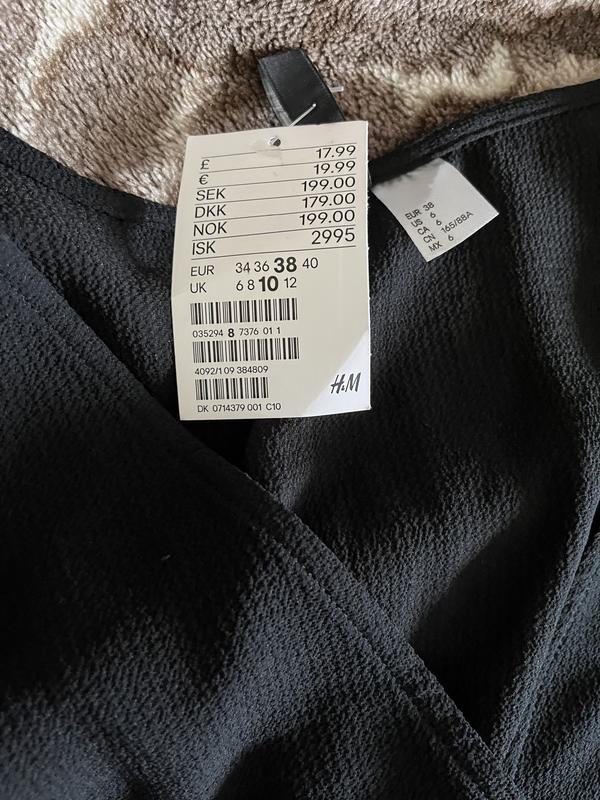 £ 17.99
€ 19.99
SEK 199.00
DKK 179.00
NOK 199.00
ISK 2995
EUR 34 36 38 40
UK 6 8 10 12
035294 8 7376 01 1
4092/1 09 384809
H&M
DK 0714379 001 C10
EUR 38
US 6
CA 6
CN 165/88A
MX 6